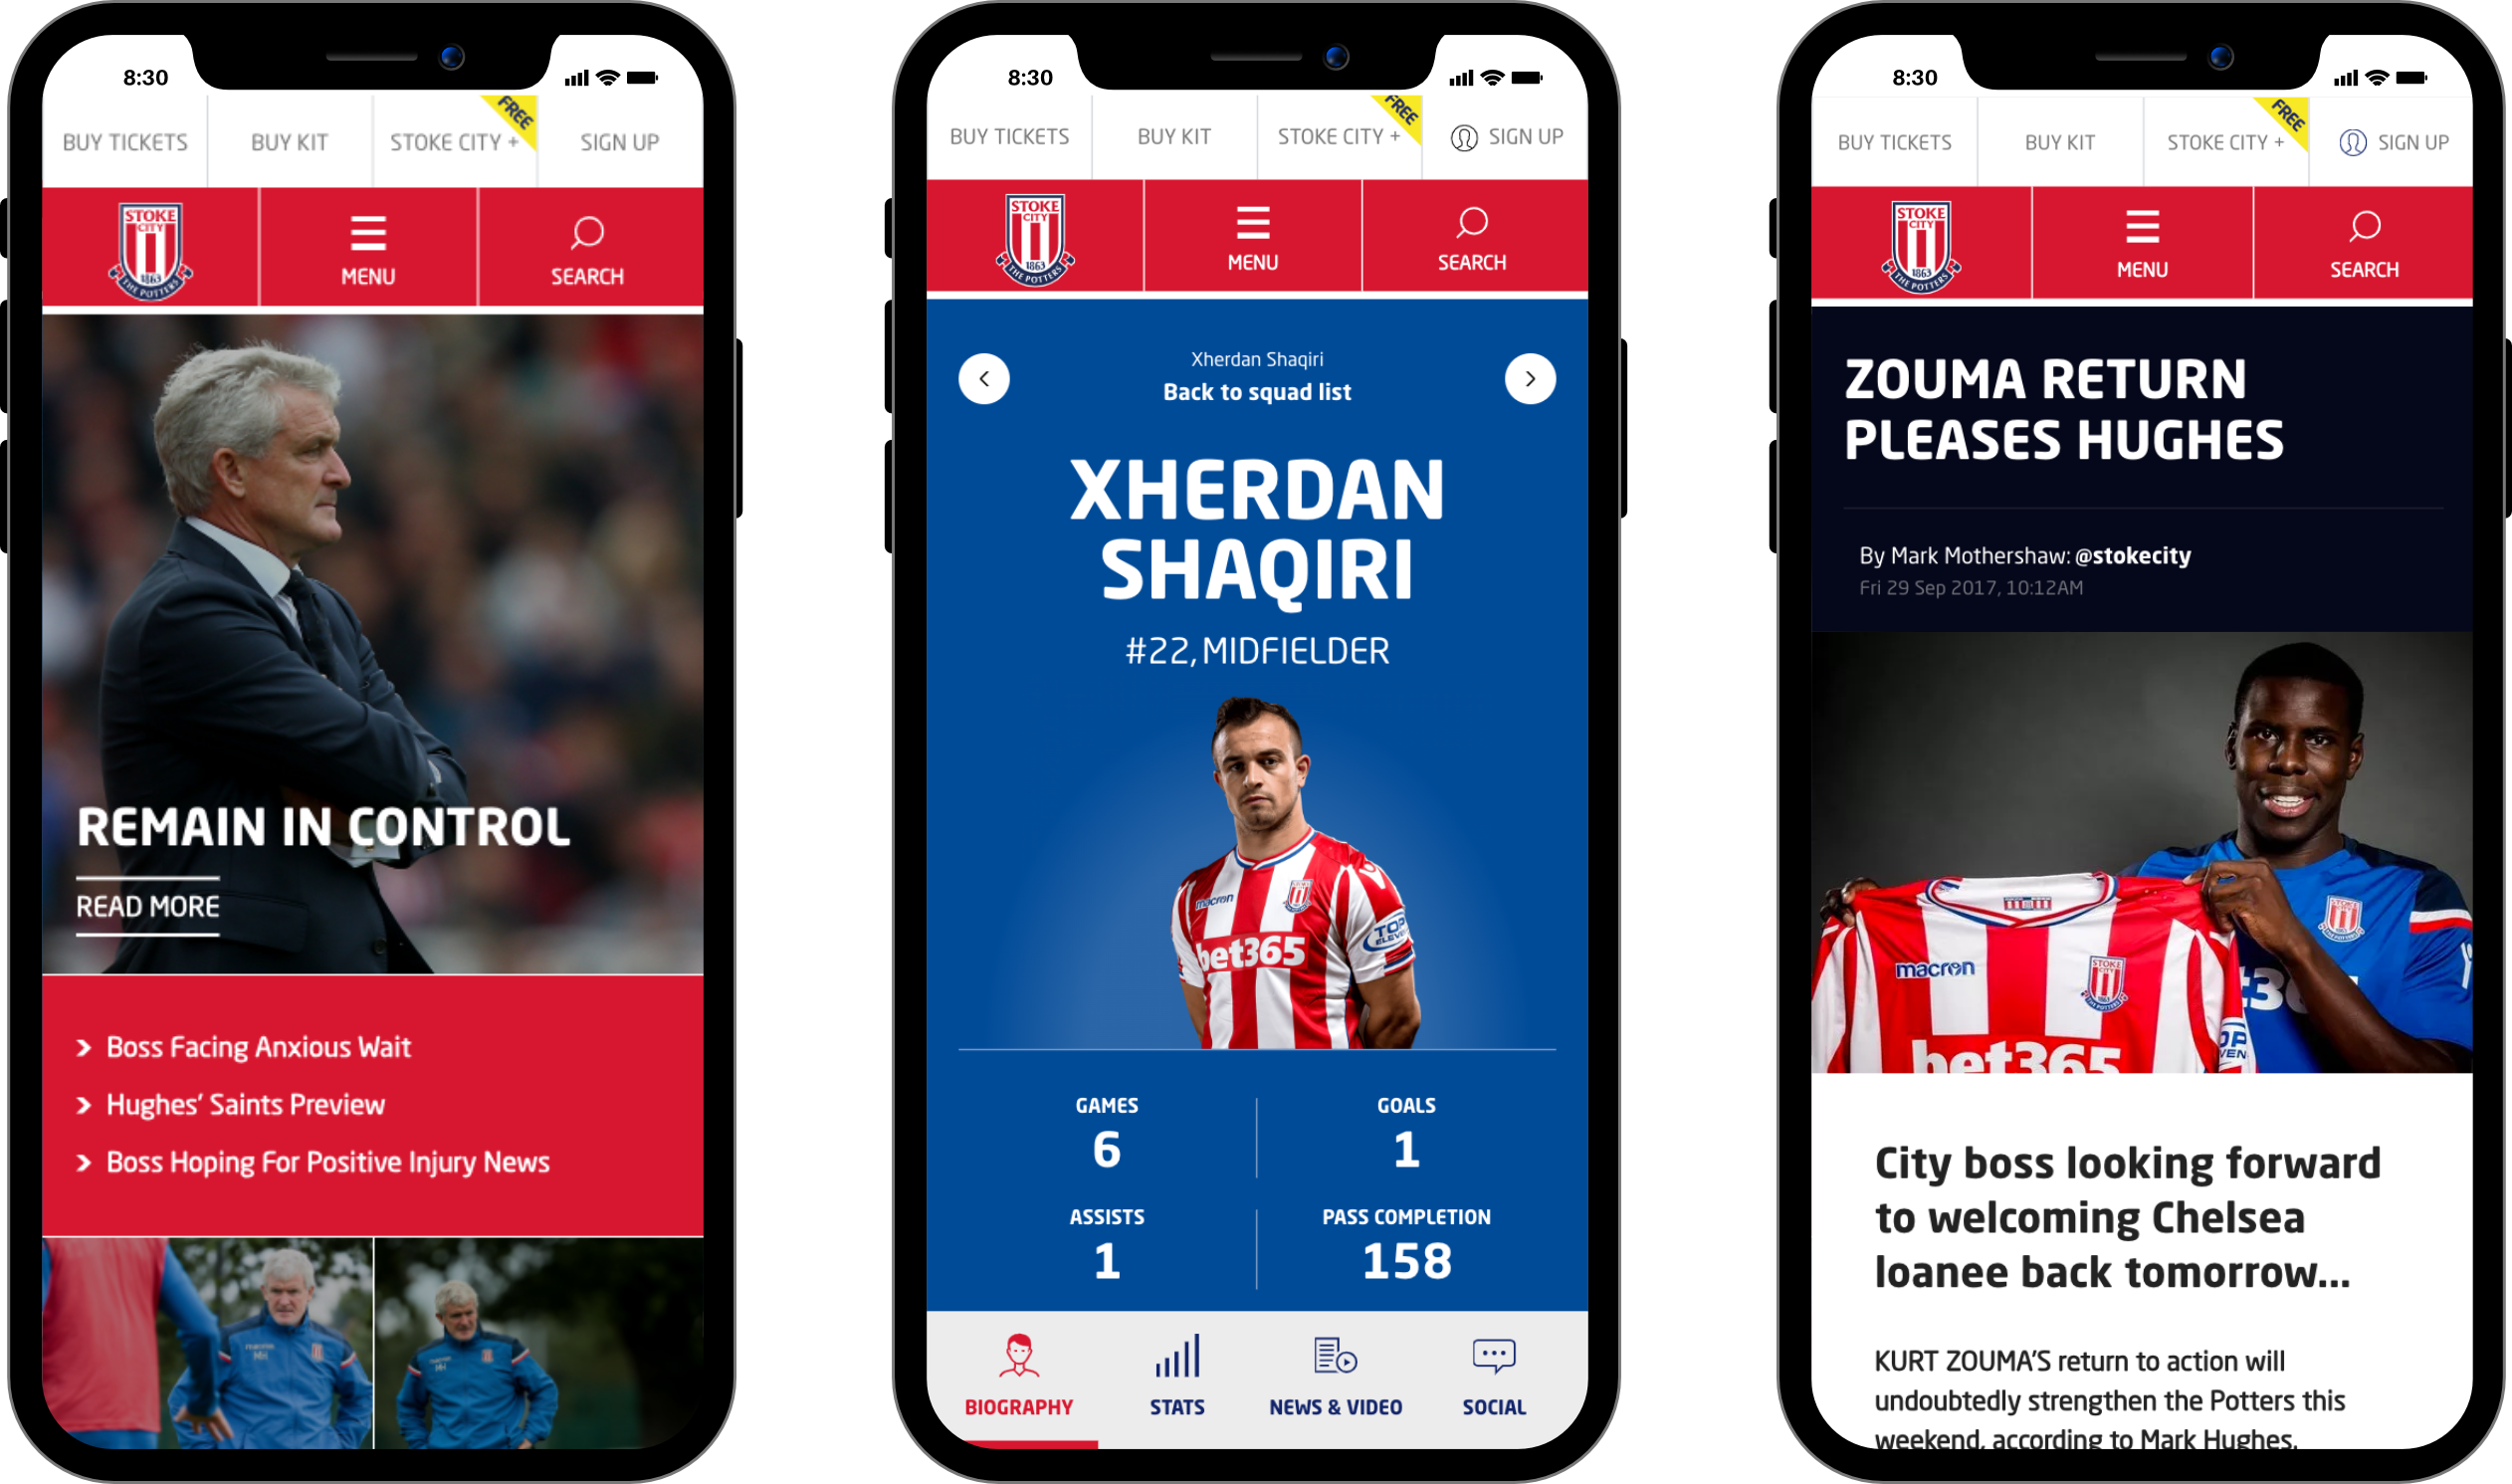 8:30
BUY TICKETS
BUY KIT
STOKE CITY +
FREE
SIGN UP
STOKE
CITY
1863
THE POTTERS
MENU
SEARCH
REMAIN IN CONTROL
READ MORE
Boss Facing Anxious Wait
Hughes' Saints Preview
Boss Hoping For Positive Injury News
8:30
BUY TICKETS
BUY KIT
STOKE CITY +
FREE
SIGN UP
STOKE
CITY
1863
THE POTTERS
MENU
SEARCH
Xherdan Shaqiri
Back to squad list
XHERDAN
SHAQIRI
#22, MIDFIELDER
macron
TOP
ELEVEN
bet365
GAMES
6
GOALS
1
ASSISTS
1
PASS COMPLETION
158
BIOGRAPHY
STATS
NEWS & VIDEO
SOCIAL
8:30
BUY TICKETS
BUY KIT
STOKE CITY +
FREE
SIGN UP
STOKE
CITY
1863
THE POTTERS
MENU
SEARCH
ZOUMA RETURN
PLEASES HUGHES
By Mark Mothershaw: @stokecity
Fri 29 Sep 2017, 10:12AM
macron
STOKE
CITY
1863
bet365
City boss looking forward
to welcoming Chelsea
loanee back tomorrow...
KURT ZOUMA'S return to action will
undoubtedly strengthen the Potters this
weekend, according to Mark Hughes.